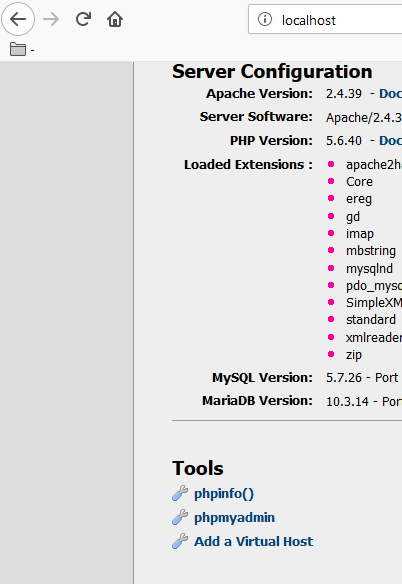 localhost
-
Server Configuration
Apache Version: 2.4.39 - Doc
Server Software: Apache/2.4.3
PHP Version: 5.6.40 - Doc
Loaded Extensions :
apache2ha
Core
ereg
gd
imap
mbstring
mysqlnd
pdo_mysq
SimpleXM
standard
xmlreader
zip
MySQL Version: 5.7.26 - Port
MariaDB Version: 10.3.14 - Por
Tools
phpinfo()
phpmyadmin
Add a Virtual Host